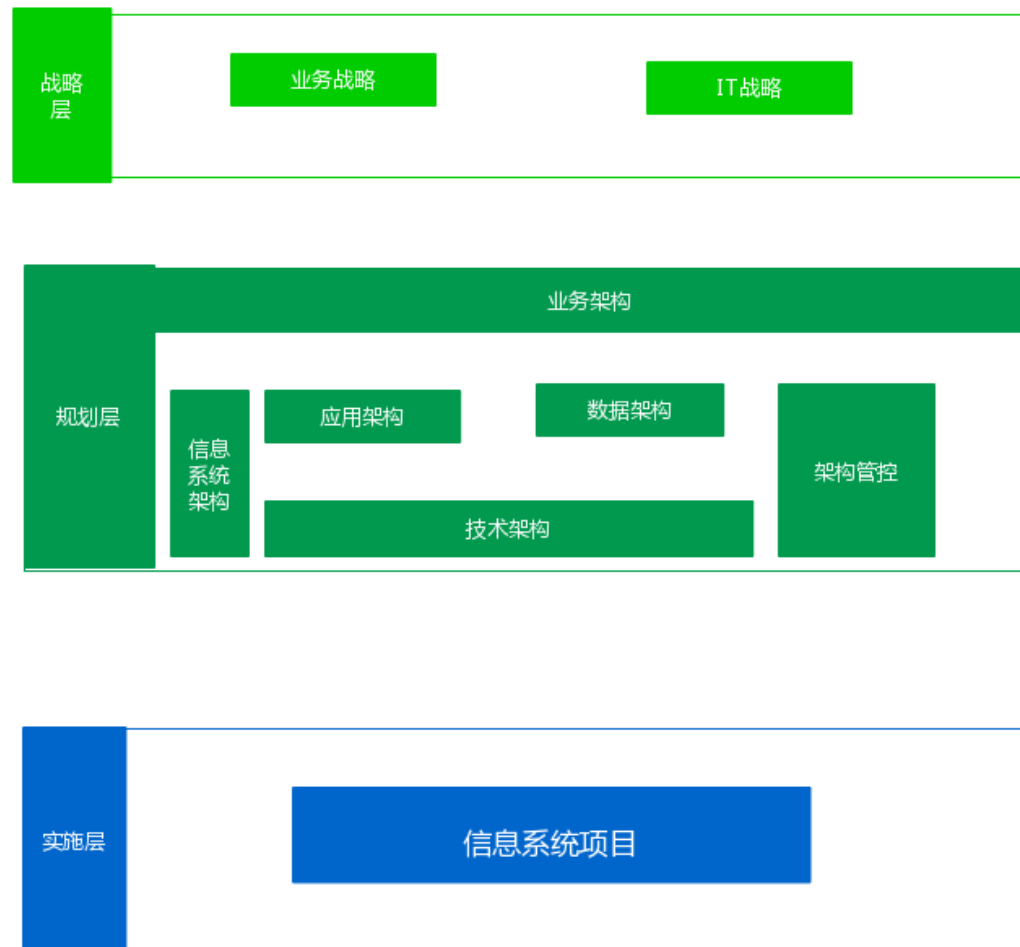 战略
层
业务战略
IT战略
业务架构
规划层
信息
系统
架构
应用架构
数据架构
架构管控
技术架构
实施层
信息系统项目